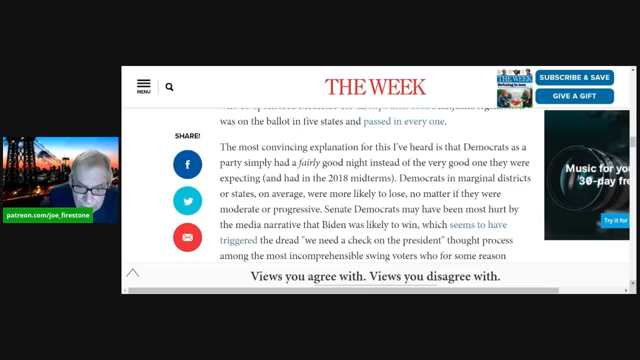 MENU
THE WEEK
SUBSCRIBE & SAVE
GIVE A GIFT
was on the ballot in five states and passed in every one.
SHARE!
The most convincing explanation for this I've heard is that Democrats as a
party simply had a fairly good night instead of the very good one they were
expecting (and had in the 2018 midterms). Democrats in marginal districts
or states, on average, were more likely to lose, no matter if they were
moderate or progressive. Senate Democrats may have been most hurt by
the media narrative that Biden was likely to win, which seems to have
triggered the dread "we need a check on the president" thought process
among the most incomprehensible swing voters who for some reason
Music for you
30-day free
Try it for
patreon.com/joe_firestone
Views you agree with. Views you disagree with.